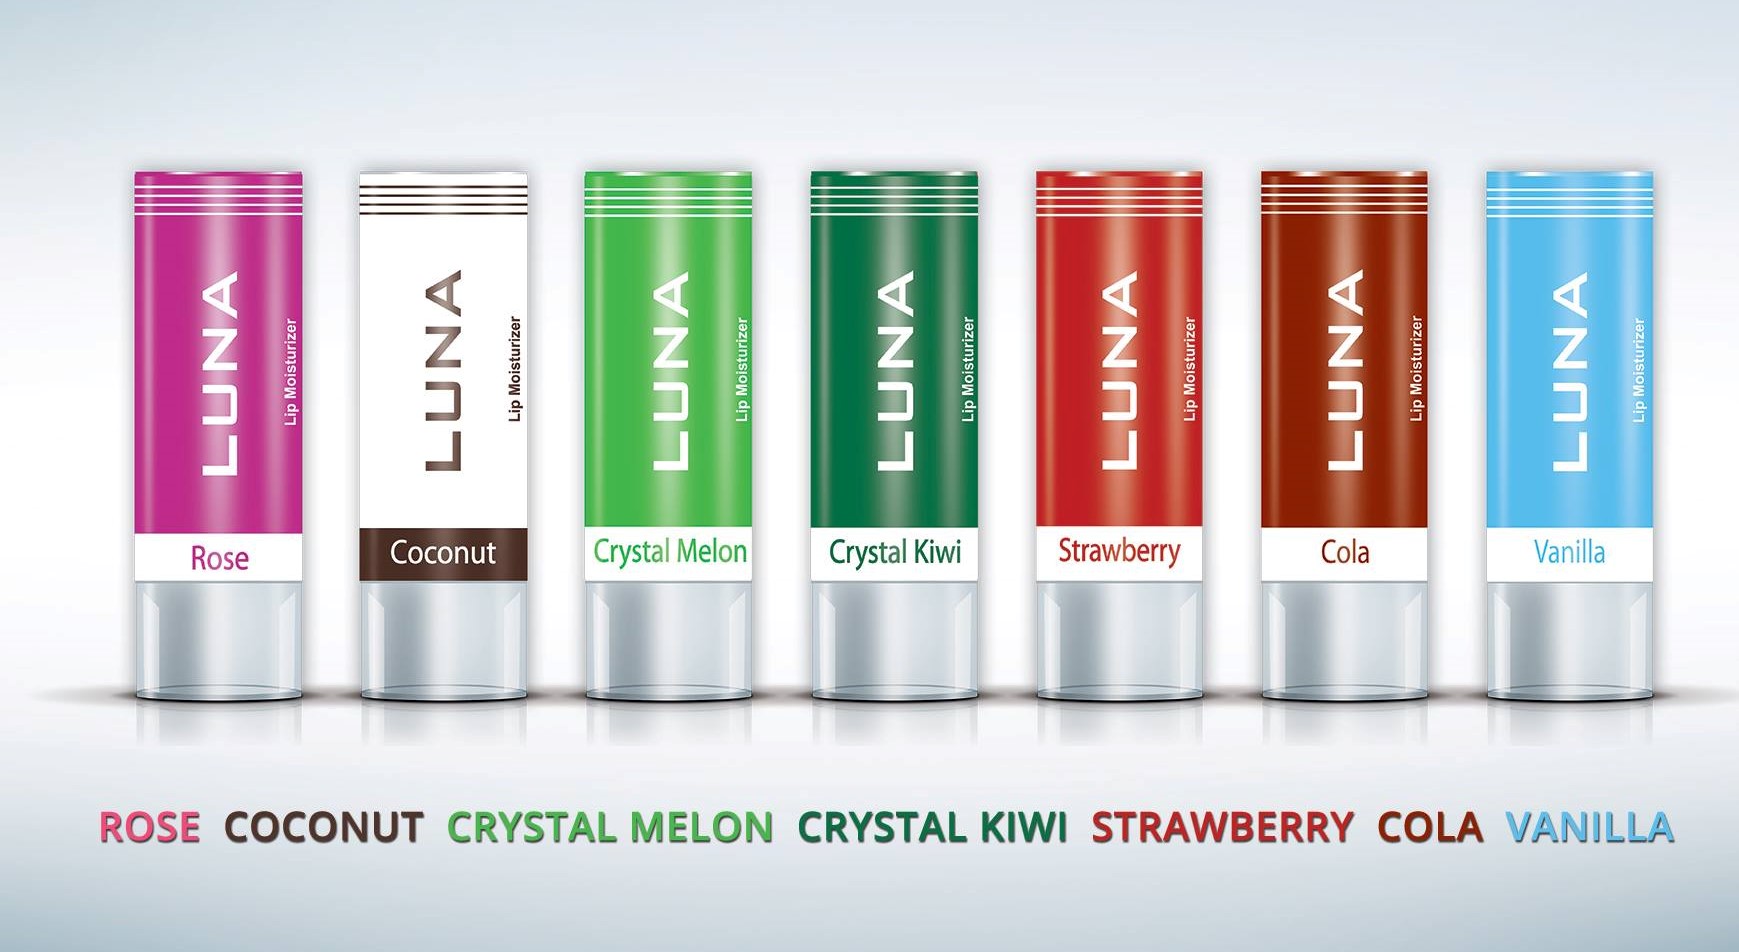 LUNA
Lip Moisturizer
Rose
LUNA
Lip Moisturizer
Coconut
LUNA
Lip Moisturizer
Crystal Melon
LUNA
Lip Moisturizer
Crystal Kiwi
LUNA
Lip Moisturizer
Strawberry
LUNA
Lip Moisturizer
Cola
LUNA
Lip Moisturizer
Vanilla
ROSE COCONUT CRYSTAL MELON CRYSTAL KIWI STRAWBERRY COLA VANILLA